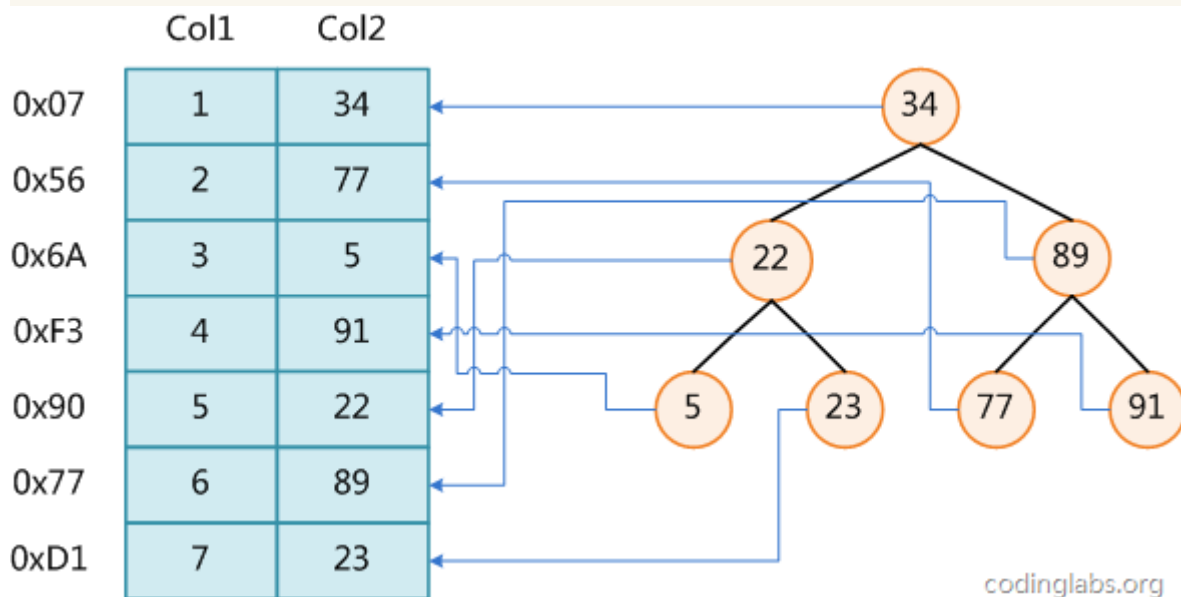 Col1 Col2
0x07 1 34 34
0x56 2 77
0x6A 3 5 22 89
0xF3 4 91
0x90 5 22 5 23 77 91
0x77 6 89
0xD1 7 23
codinglabs.org